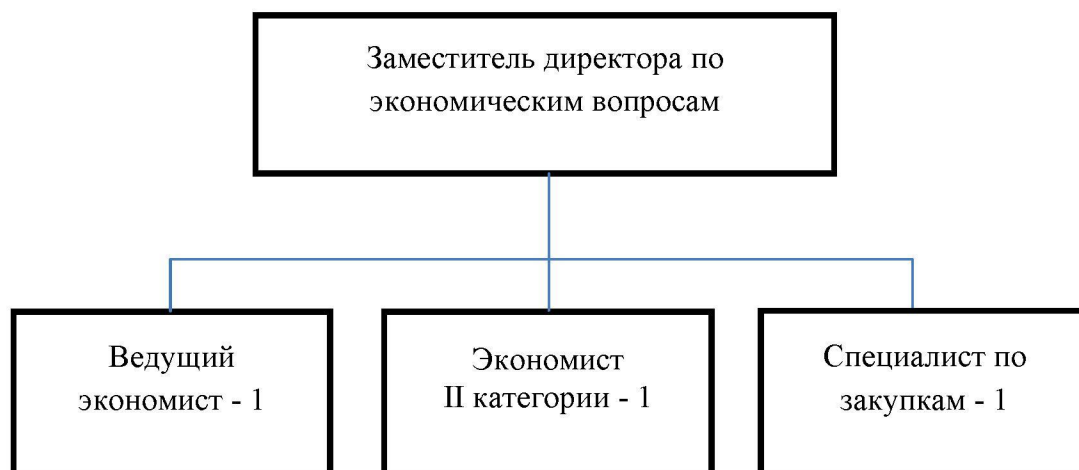 Заместитель директора по
экономическим вопросам
Ведущий
экономист - 1
Экономист
II категории - 1
Специалист по
закупкам - 1